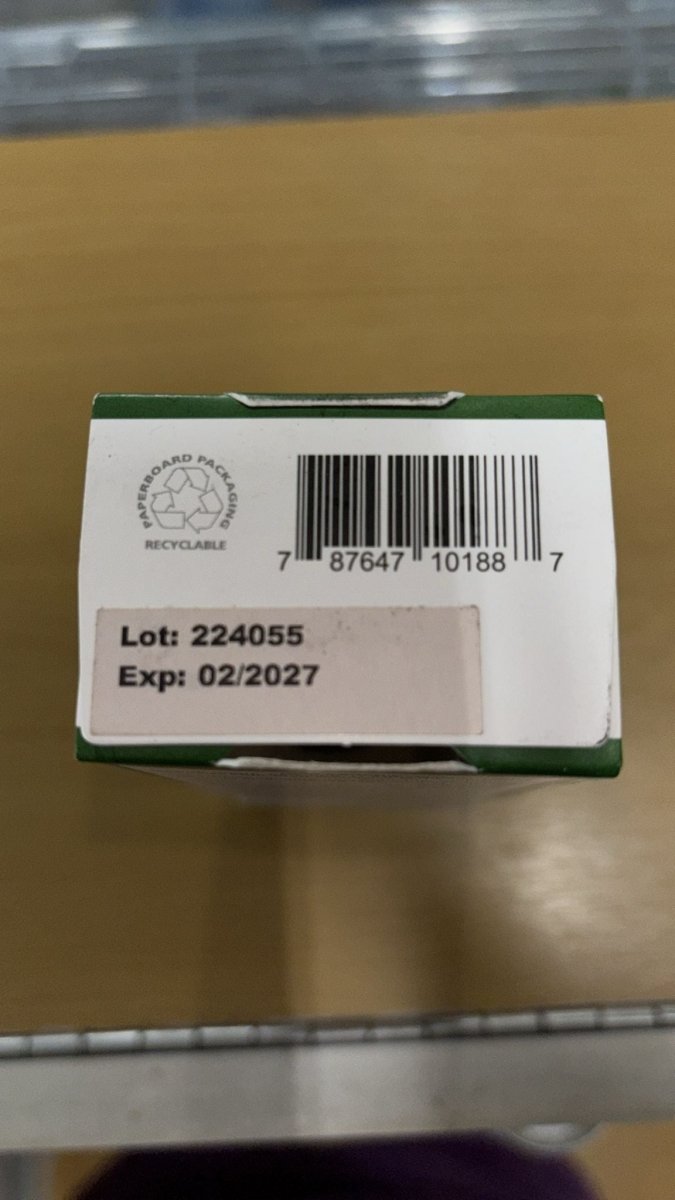 PAPERBOARD PACKAGING
RECYCLABLE
7 87647 10188 7
Lot: 224055
Exp: 02/2027